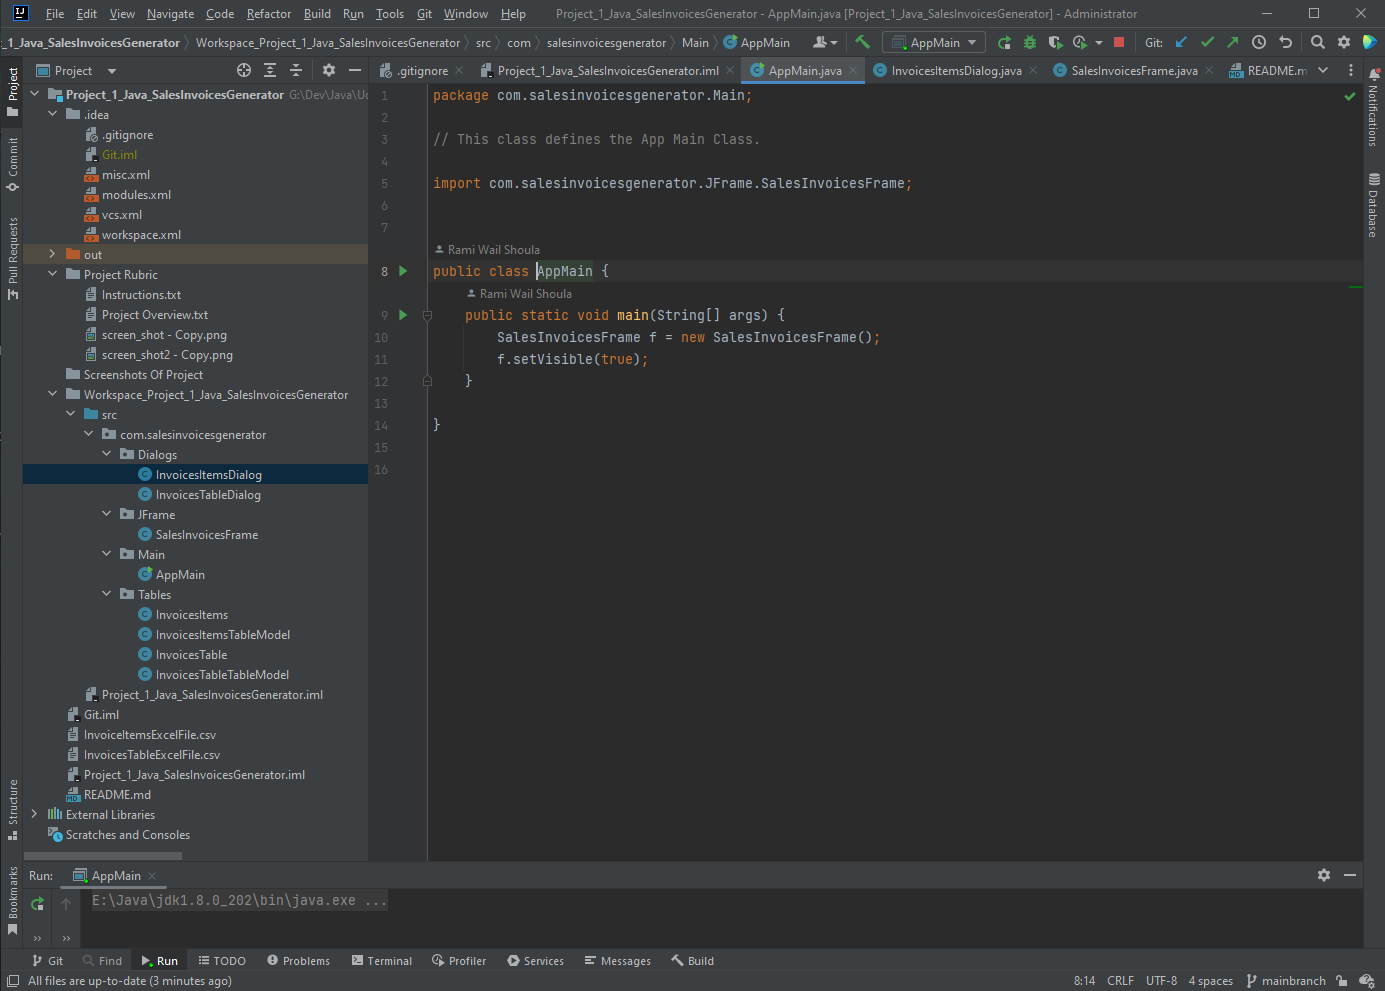 File Edit View Navigate Code Refactor Build Run Tools Git Window Help Project_1_Java_SalesInvoicesGenerator - AppMain.java [Project_1_Java_SalesInvoicesGenerator] - Administrator
_1_Java_SalesInvoicesGenerator Workspace_Project_1_Java_SalesInvoicesGenerator src com salesinvoicesgenerator Main AppMain AppMain Git:
Project
.gitignore Project_1_Java_SalesInvoicesGenerator.iml AppMain.java InvoicesItemsDialog.java SalesInvoicesFrame.java README.m
Project
Commit
Pull Requests
Structure
Bookmarks
Project_1_Java_SalesInvoicesGenerator G:\Dev\Java\Uc
.idea
.gitignore
Git.iml
misc.xml
modules.xml
vcs.xml
workspace.xml
out
Project Rubric
Instructions.txt
Project Overview.txt
screen_shot - Copy.png
screen_shot2 - Copy.png
Screenshots Of Project
Workspace_Project_1_Java_SalesInvoicesGenerator
src
com.salesinvoicesgenerator
Dialogs
InvoicesItemsDialog
InvoicesTableDialog
JFrame
SalesInvoicesFrame
Main
AppMain
Tables
InvoicesItems
InvoicesItemsTableModel
InvoicesTable
InvoicesTableTableModel
Project_1_Java_SalesInvoicesGenerator.iml
Git.iml
InvoiceItemsExcelFile.csv
InvoicesTableExcelFile.csv
Project_1_Java_SalesInvoicesGenerator.iml
README.md
External Libraries
Scratches and Consoles
1 package com.salesinvoicesgenerator.Main;
2
3 // This class defines the App Main Class.
4
5 import com.salesinvoicesgenerator.JFrame.SalesInvoicesFrame;
6
7
Rami Wail Shoula
8 public class AppMain {
Rami Wail Shoula
9 public static void main(String[] args) {
10 SalesInvoicesFrame f = new SalesInvoicesFrame();
11 f.setVisible(true);
12 }
13
14 }
15
16
Notifications
Database
Run: AppMain
E:\Java\jdk1.8.0_202\bin\java.exe ...
Git Find Run TODO Problems Terminal Profiler Services Messages Build
All files are up-to-date (3 minutes ago) 8:14 CRLF UTF-8 4 spaces mainbranch